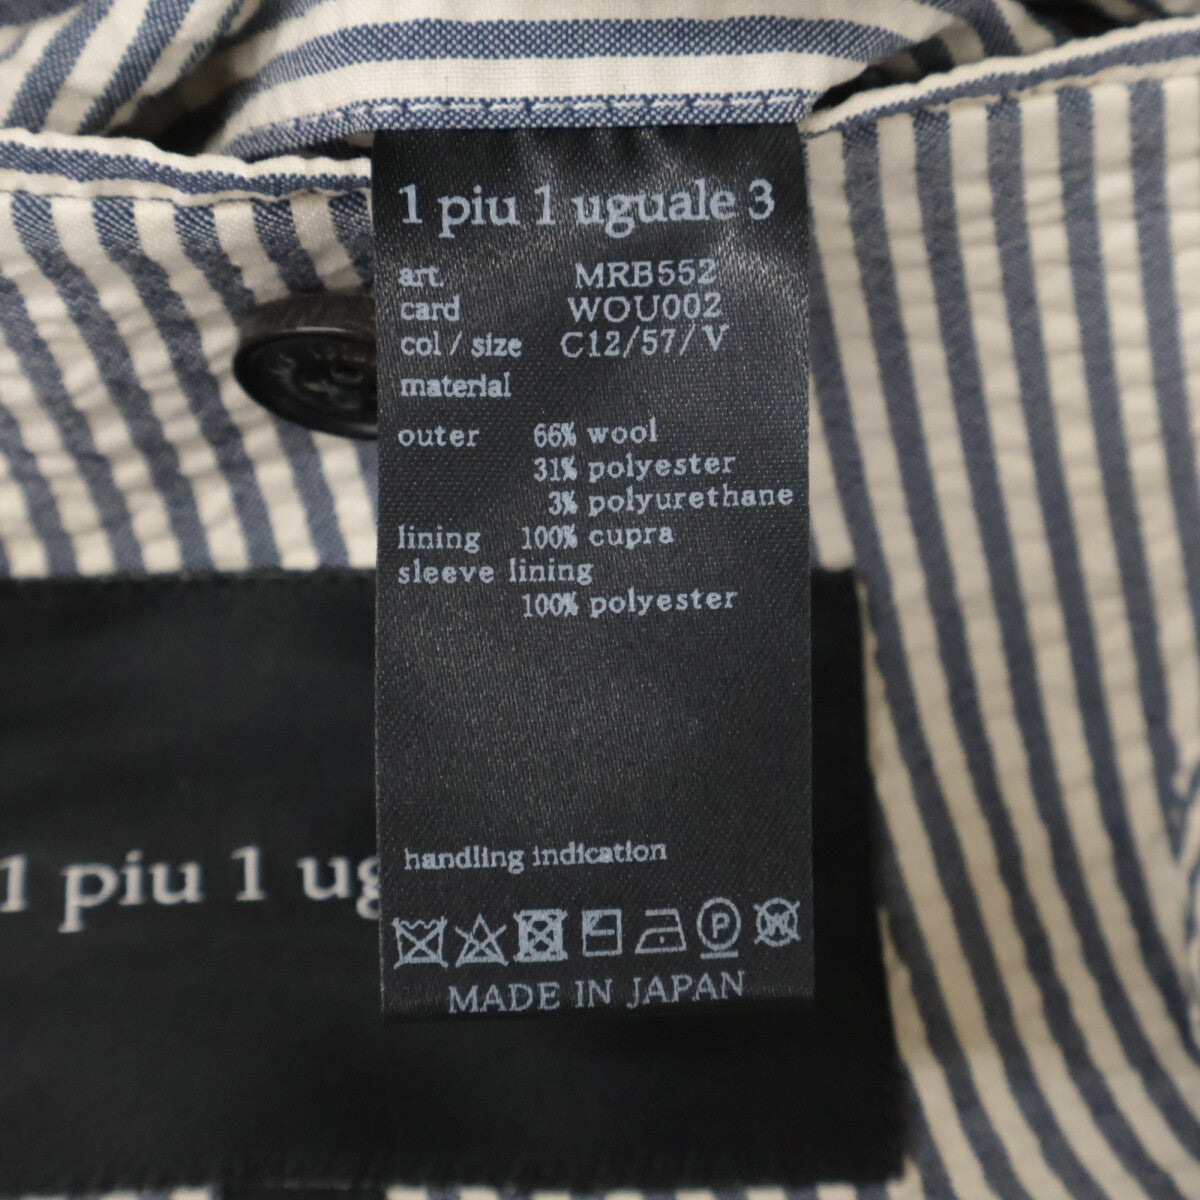 1 piu 1 uguale 3
art. MRB552
card WOU002
col / size C12/57/V
material
outer 66% wool
31% polyester
3% polyurethane
lining 100% cupra
sleeve lining
100% polyester
handling indication
P W
MADE IN JAPAN
1 piu 1 ug